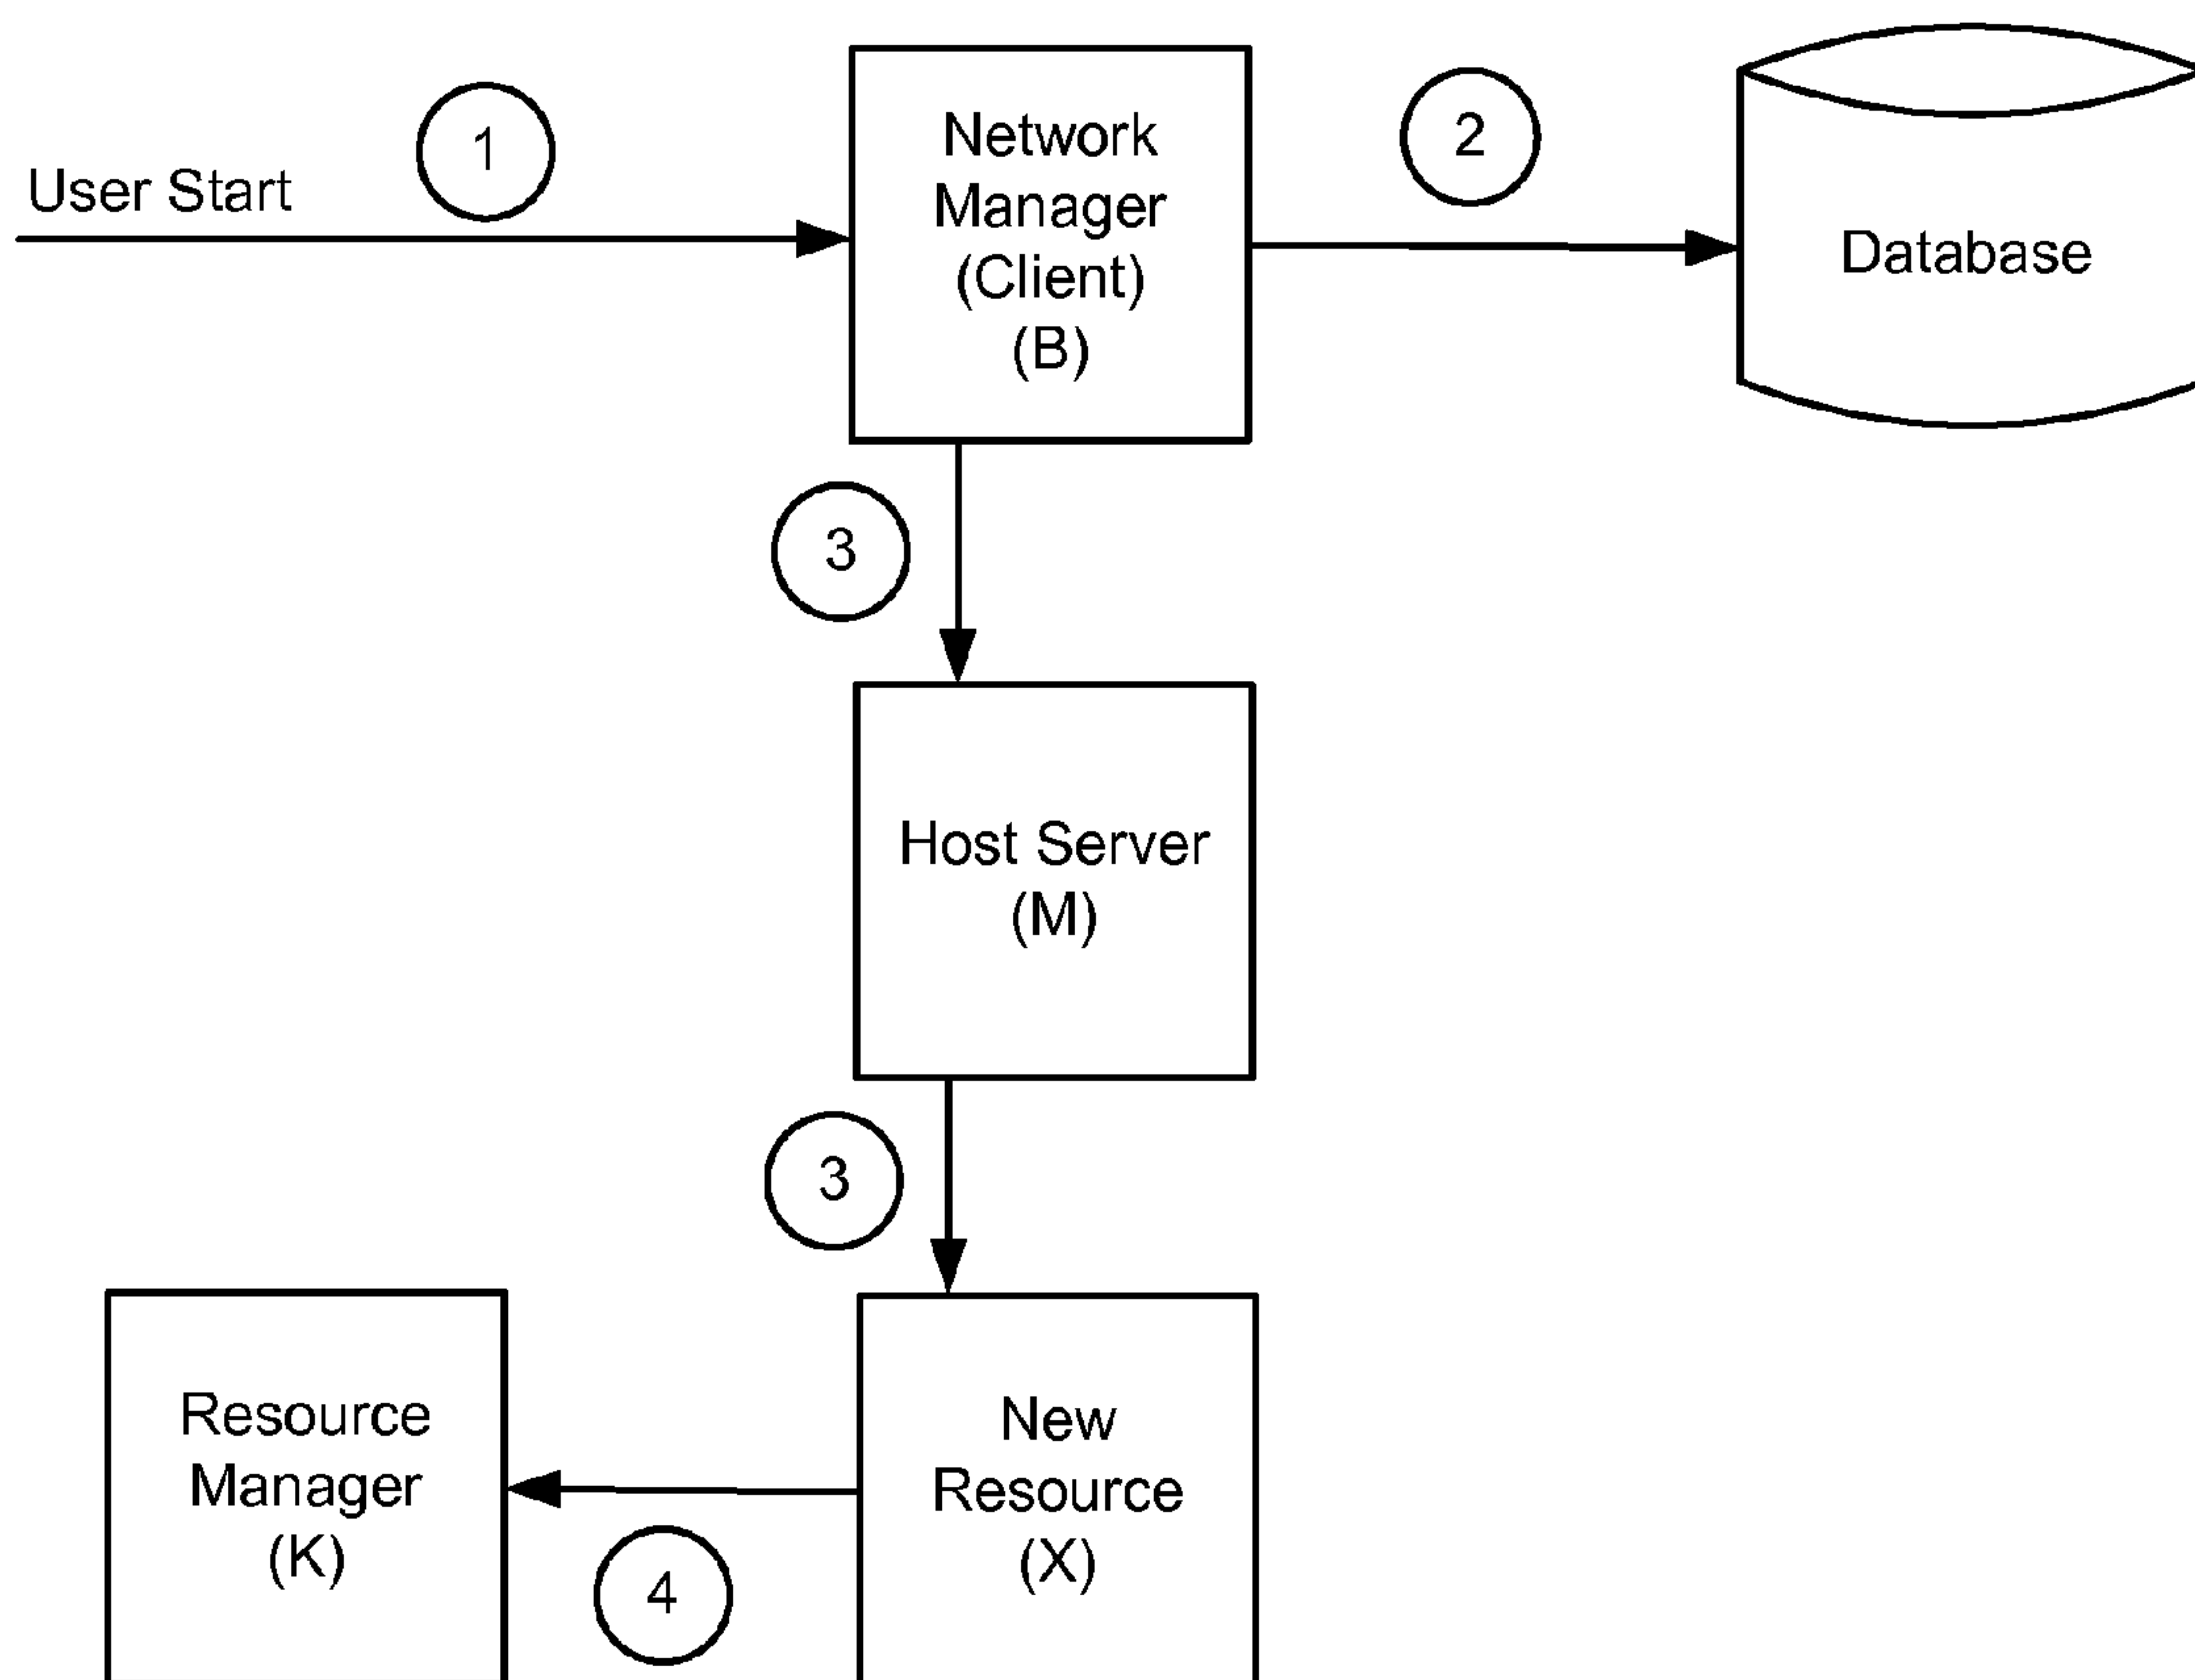 User Start
1
Network
Manager
(Client)
(B)
2
Database
3
Host Server
(M)
3
Resource
Manager
(K)
4
New
Resource
(X)